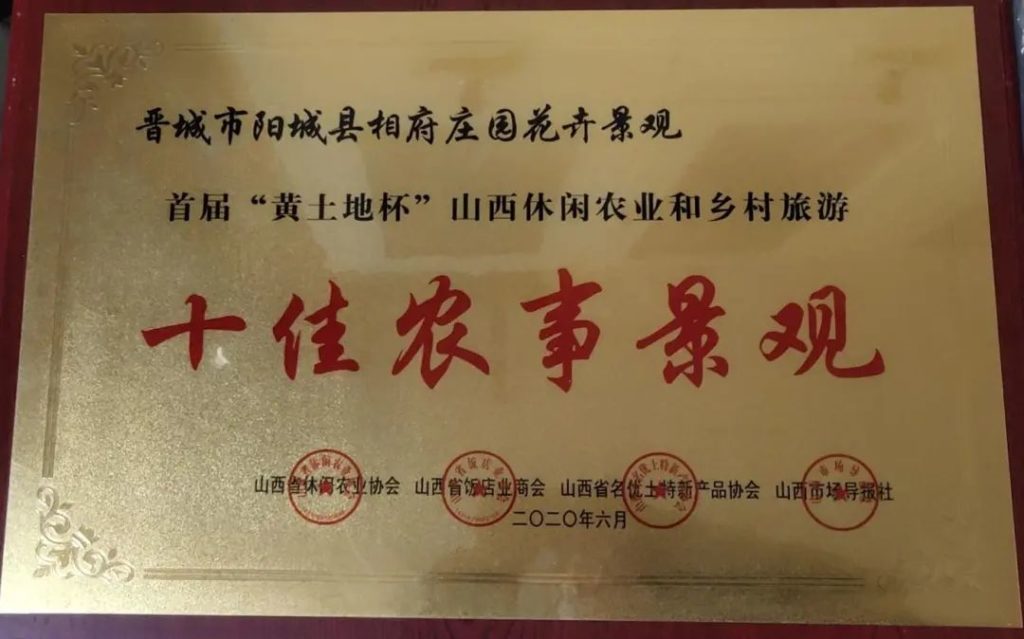 晋城市阳城县相府庄园花卉景观
首届“黄土地杯”山西休闲农业和乡村旅游
十佳农事景观
山西省休闲农业协会 山西省饭店业商会 山西省名优土特新产品协会 山西市场导报社
二〇二〇年六月